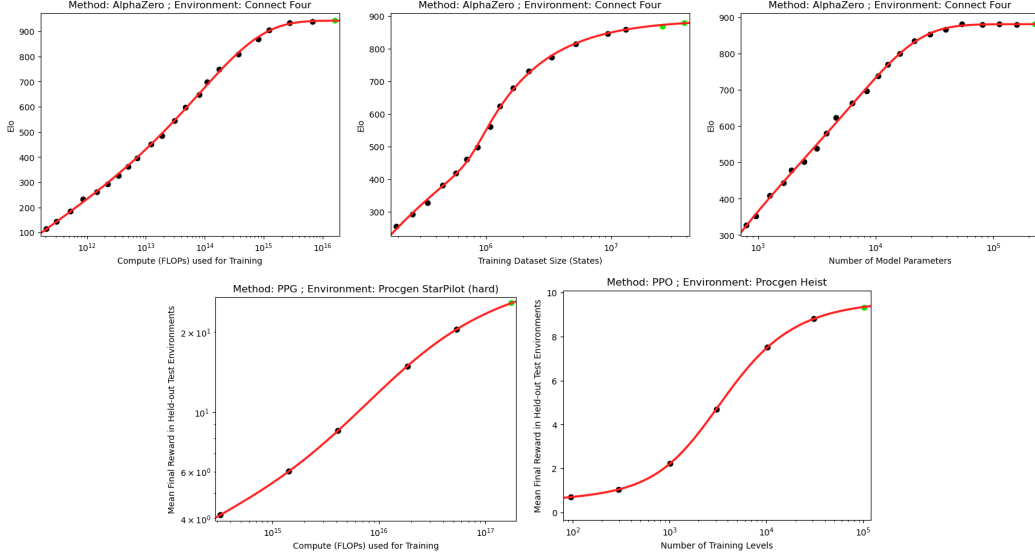 Method: AlphaZero ; Environment: Connect Four
Elo
900
800
700
600
500
400
300
200
100
10¹²
10¹³
10¹⁴
10¹⁵
10¹⁶
Compute (FLOPs) used for Training
Method: AlphaZero ; Environment: Connect Four
Elo
900
800
700
600
500
400
300
10⁶
10⁷
Training Dataset Size (States)
Method: AlphaZero ; Environment: Connect Four
Elo
900
800
700
600
500
400
300
10³
10⁴
10⁵
Number of Model Parameters
Method: PPG ; Environment: Procgen StarPilot (hard)
Mean Final Reward in Held-out Test Environments
2 × 10¹
10¹
6 × 10⁰
4 × 10⁰
10¹⁵
10¹⁶
10¹⁷
Compute (FLOPs) used for Training
Method: PPO ; Environment: Procgen Heist
Mean Final Reward in Held-out Test Environments
10
8
6
4
2
0
10²
10³
10⁴
10⁵
Number of Training Levels